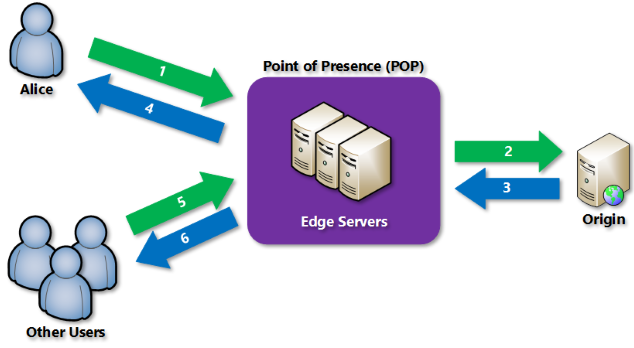 Alice
1
4
Point of Presence (POP)
Edge Servers
2
3
Origin
5
6
Other Users